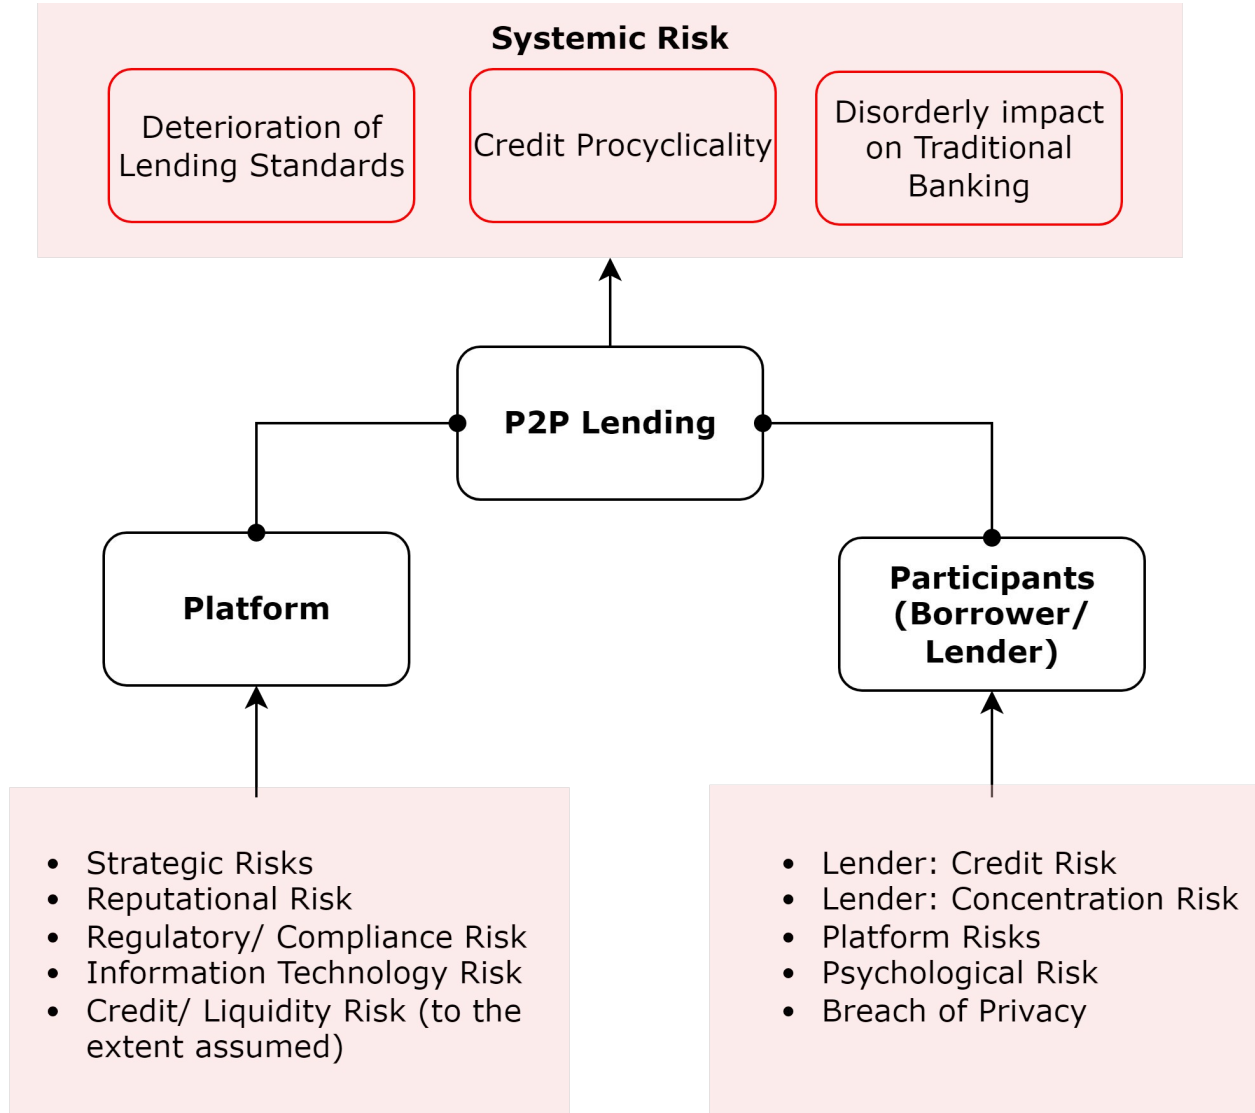 Systemic Risk
Deterioration of
Lending Standards
Credit Procyclicality
Disorderly impact
on Traditional
Banking
P2P Lending
Platform
Participants
(Borrower/
Lender)
• Strategic Risks
• Reputational Risk
• Regulatory/ Compliance Risk
• Information Technology Risk
• Credit/ Liquidity Risk (to the
extent assumed)
• Lender: Credit Risk
• Lender: Concentration Risk
• Platform Risks
• Psychological Risk
• Breach of Privacy